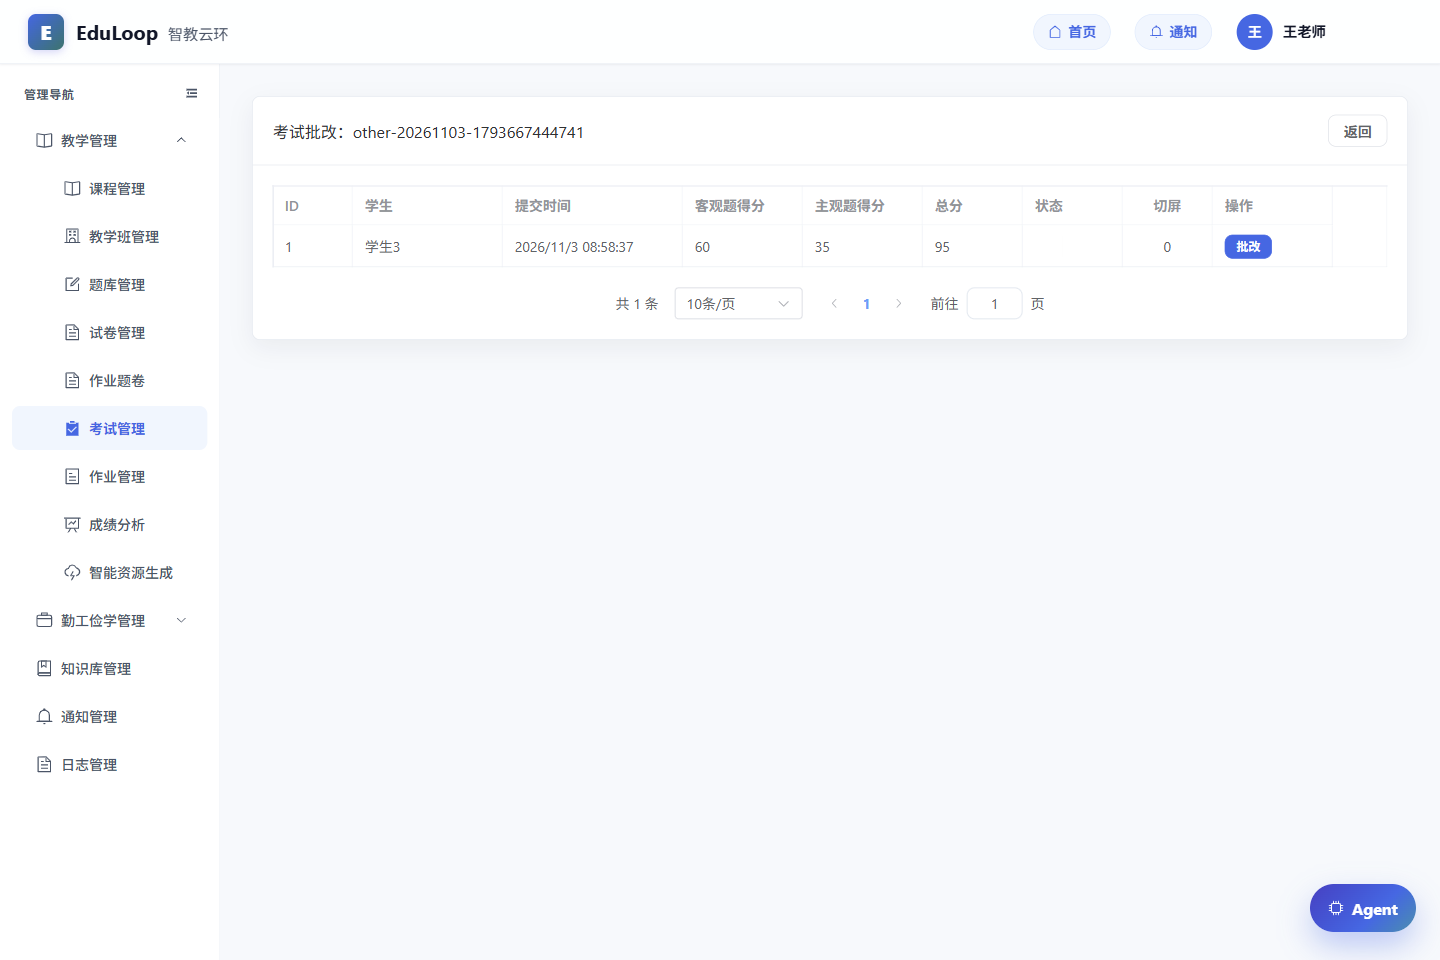 E EduLoop 智教云环
首页 通知 王 王老师
管理导航
教学管理
课程管理
教学班管理
题库管理
试卷管理
作业题卷
考试管理
作业管理
成绩分析
智能资源生成
勤工俭学管理
知识库管理
通知管理
日志管理
考试批改：other-20261103-1793667444741 返回
ID 学生 提交时间 客观题得分 主观题得分 总分 状态 切屏 操作
1 学生3 2026/11/3 08:58:37 60 35 95 0 批改
共 1 条 10条/页 1 前往 1 页
Agent